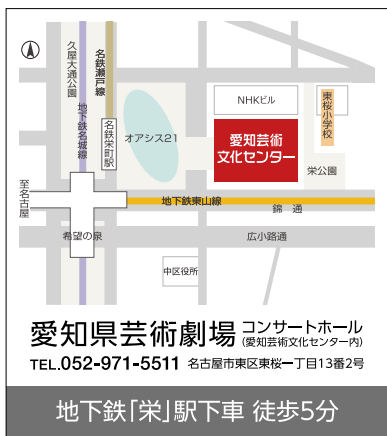 久屋大通公園
地下鉄名城線
名鉄瀬戸線
名鉄栄町駅
オアシス21
NHKビル
東桜小学校
愛知芸術
文化センター
栄公園
至名古屋
地下鉄東山線
錦通
希望の泉
広小路通
中区役所
愛知県芸術劇場 コンサートホール
(愛知芸術文化センター内)
TEL.052-971-5511 名古屋市東区東桜一丁目13番2号
地下鉄「栄」駅下車 徒歩5分